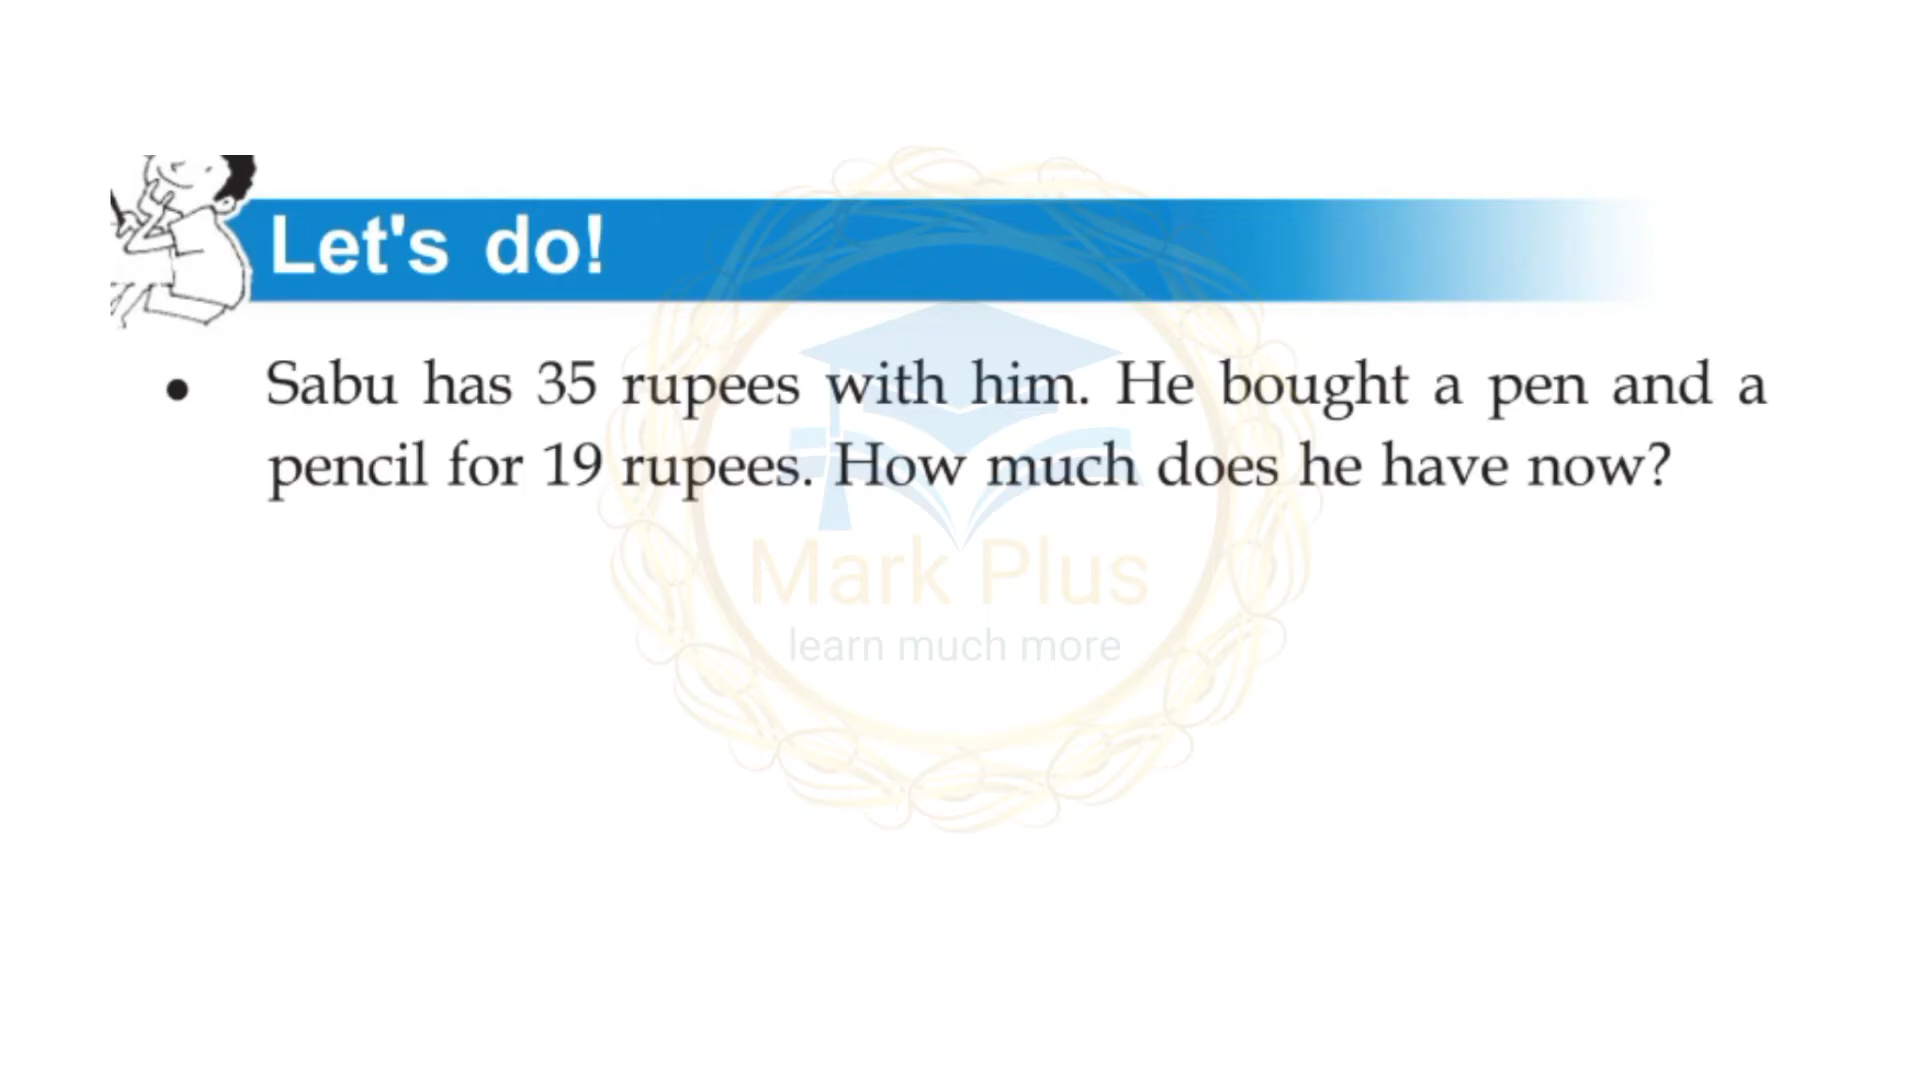 Let's do!
• Sabu has 35 rupees with him. He bought a pen and a
pencil for 19 rupees. How much does he have now?
Mark Plus
learn much more